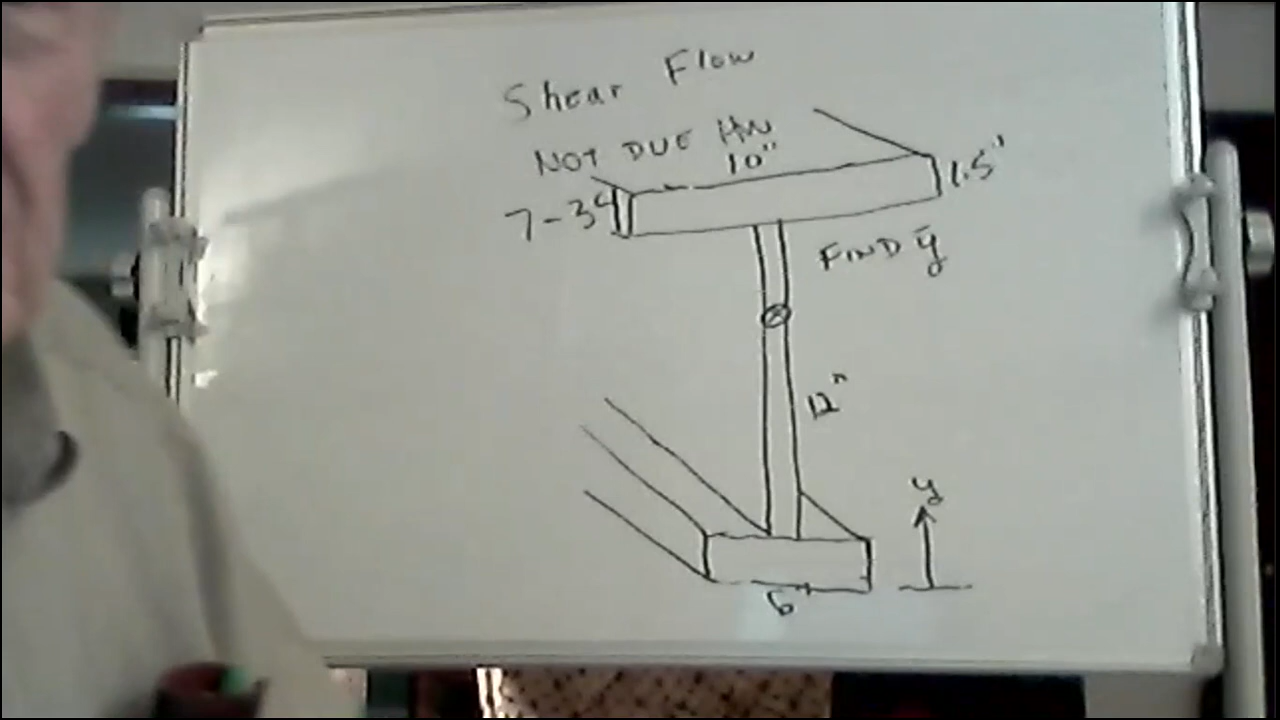 Shear Flow
NOT DUE HW
10"
7-34
1.5"
FIND ȳ
12"
y
6"